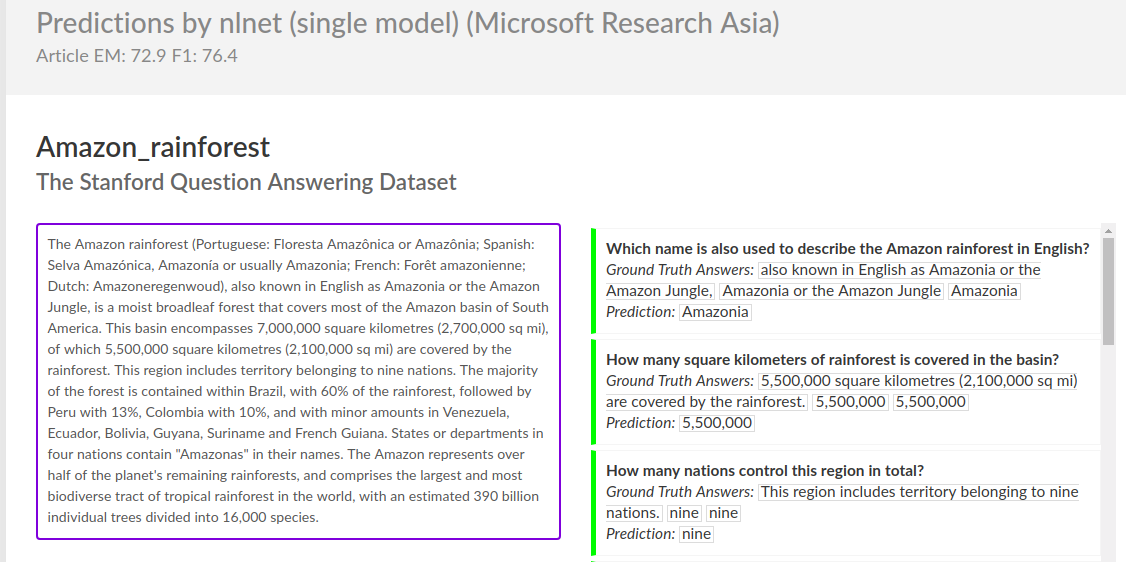 Predictions by nlnet (single model) (Microsoft Research Asia)
Article EM: 72.9 F1: 76.4
Amazon_rainforest
The Stanford Question Answering Dataset
The Amazon rainforest (Portuguese: Floresta Amazônica or Amazônia; Spanish:
Selva Amazónica, Amazonía or usually Amazonia; French: Forêt amazonienne;
Dutch: Amazoneregenwoud), also known in English as Amazonia or the Amazon
Jungle, is a moist broadleaf forest that covers most of the Amazon basin of South
America. This basin encompasses 7,000,000 square kilometres (2,700,000 sq mi),
of which 5,500,000 square kilometres (2,100,000 sq mi) are covered by the
rainforest. This region includes territory belonging to nine nations. The majority
of the forest is contained within Brazil, with 60% of the rainforest, followed by
Peru with 13%, Colombia with 10%, and with minor amounts in Venezuela,
Ecuador, Bolivia, Guyana, Suriname and French Guiana. States or departments in
four nations contain "Amazonas" in their names. The Amazon represents over
half of the planet's remaining rainforests, and comprises the largest and most
biodiverse tract of tropical rainforest in the world, with an estimated 390 billion
individual trees divided into 16,000 species.
Which name is also used to describe the Amazon rainforest in English?
Ground Truth Answers: also known in English as Amazonia or the
Amazon Jungle, Amazonia or the Amazon Jungle Amazonia
Prediction: Amazonia
How many square kilometers of rainforest is covered in the basin?
Ground Truth Answers: 5,500,000 square kilometres (2,100,000 sq mi)
are covered by the rainforest. 5,500,000 5,500,000
Prediction: 5,500,000
How many nations control this region in total?
Ground Truth Answers: This region includes territory belonging to nine
nations. nine nine
Prediction: nine